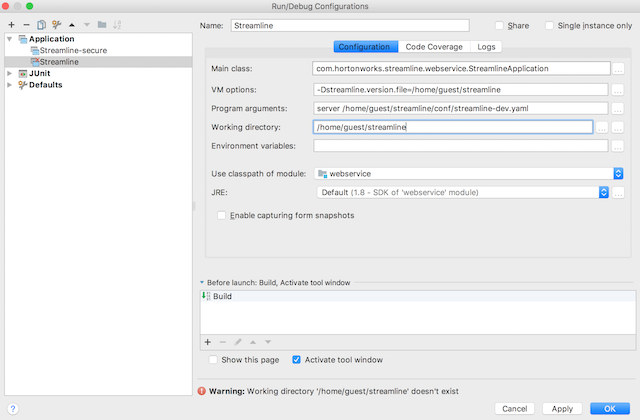 Run/Debug Configurations
Name: Streamline Share Single instance only
Application
Streamline-secure
Streamline
JUnit
Defaults
Configuration Code Coverage Logs
Main class: com.hortonworks.streamline.webservice.StreamlineApplication ...
VM options: -Dstreamline.version.file=/home/guest/streamline ...
Program arguments: server /home/guest/streamline/conf/streamline-dev.yaml ...
Working directory: /home/guest/streamline ... ...
Environment variables: ...
Use classpath of module: webservice
JRE: Default (1.8 - SDK of 'webservice' module) ...
Enable capturing form snapshots
Before launch: Build, Activate tool window
Build
Show this page Activate tool window
Warning: Working directory '/home/guest/streamline' doesn't exist
? Cancel Apply OK